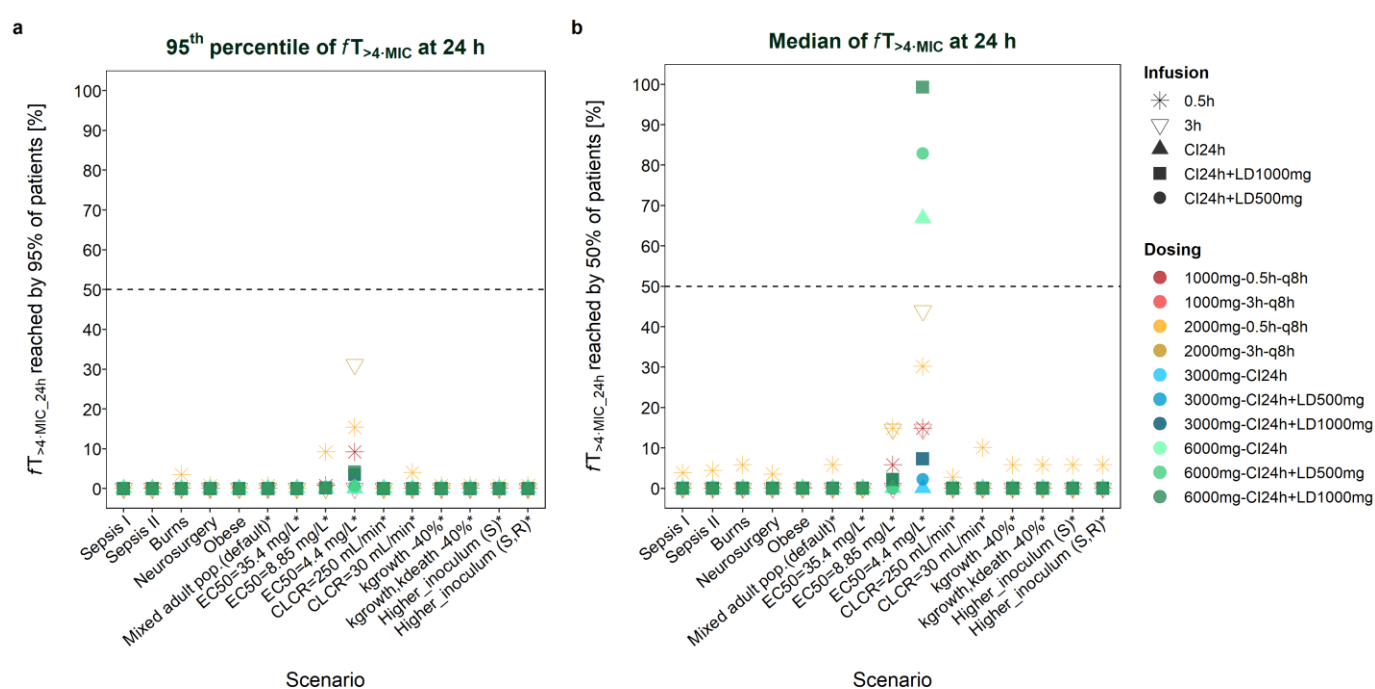 a
95th percentile of fT>4·MIC at 24 h
fT>4·MIC_24h reached by 95% of patients [%]
100
90
80
70
60
50
40
30
20
10
0
Sepsis I
Sepsis II
Burns
Neurosurgery
Obese
Mixed adult pop.(default)*
EC50=35.4 mg/L*
EC50=8.85 mg/L*
EC50=4.4 mg/L*
CLCR=250 mL/min*
CLCR=30 mL/min*
kgrowth -40%*
kgrowth,kdeath -40%*
Higher_inoculum (S)*
Higher_inoculum (S,R)*
Scenario
b
Median of fT>4·MIC at 24 h
fT>4·MIC_24h reached by 50% of patients [%]
100
90
80
70
60
50
40
30
20
10
0
Sepsis I
Sepsis II
Burns
Neurosurgery
Obese
Mixed adult pop.(default)*
EC50=35.4 mg/L*
EC50=8.85 mg/L*
EC50=4.4 mg/L*
CLCR=250 mL/min*
CLCR=30 mL/min*
kgrowth -40%*
kgrowth,kdeath -40%*
Higher_inoculum (S)*
Higher_inoculum (S,R)*
Scenario
Infusion
0.5h
3h
CI24h
CI24h+LD1000mg
CI24h+LD500mg
Dosing
1000mg-0.5h-q8h
1000mg-3h-q8h
2000mg-0.5h-q8h
2000mg-3h-q8h
3000mg-CI24h
3000mg-CI24h+LD500mg
3000mg-CI24h+LD1000mg
6000mg-CI24h
6000mg-CI24h+LD500mg
6000mg-CI24h+LD1000mg